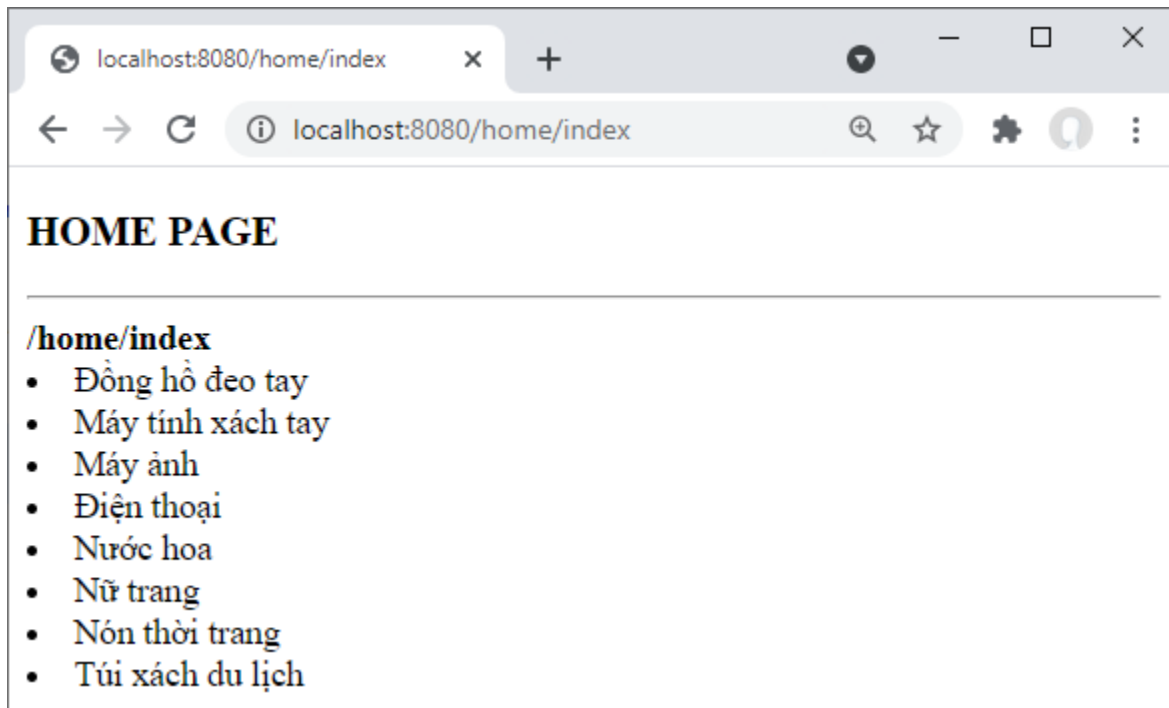 localhost:8080/home/index
localhost:8080/home/index
HOME PAGE
/home/index
Đồng hồ đeo tay
Máy tính xách tay
Máy ảnh
Điện thoại
Nước hoa
Nữ trang
Nón thời trang
Túi xách du lịch